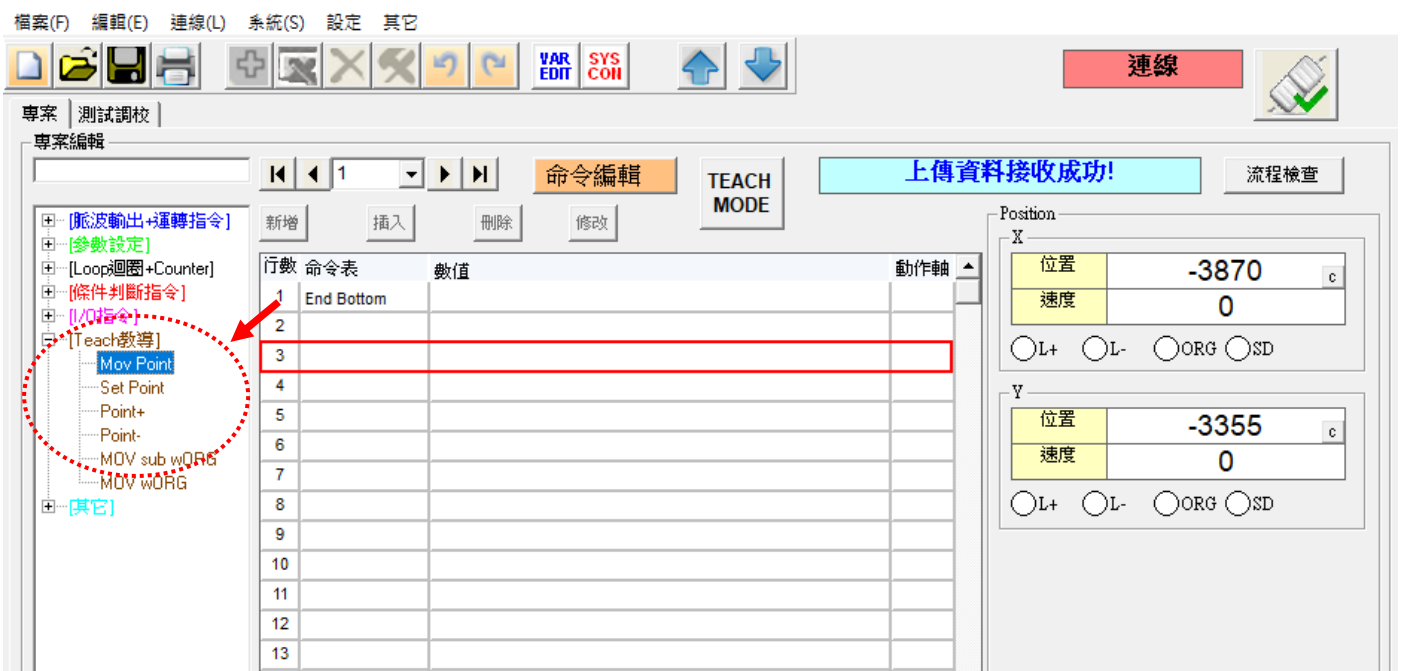 檔案(F) 編輯(E) 連線(L) 系統(S) 設定 其它
VAR EDIT
SYS CON
連線
專案 測試調校
專案編輯
1
命令編輯
TEACH MODE
上傳資料接收成功!
流程檢查
新增 插入 刪除 修改
[脈波輸出+運轉指令]
[參數設定]
[Loop迴圈+Counter]
[條件判斷指令]
[I/O指令]
[Teach教導]
Mov Point
Set Point
Point+
Point-
MOV sub wORG
MOV wORG
[其它]
行數 命令表 數值 動作軸
1 End Bottom
2
3
4
5
6
7
8
9
10
11
12
13
Position
X
位置 -3870 C
速度 0
L+ L- ORG SD
Y
位置 -3355 C
速度 0
L+ L- ORG SD